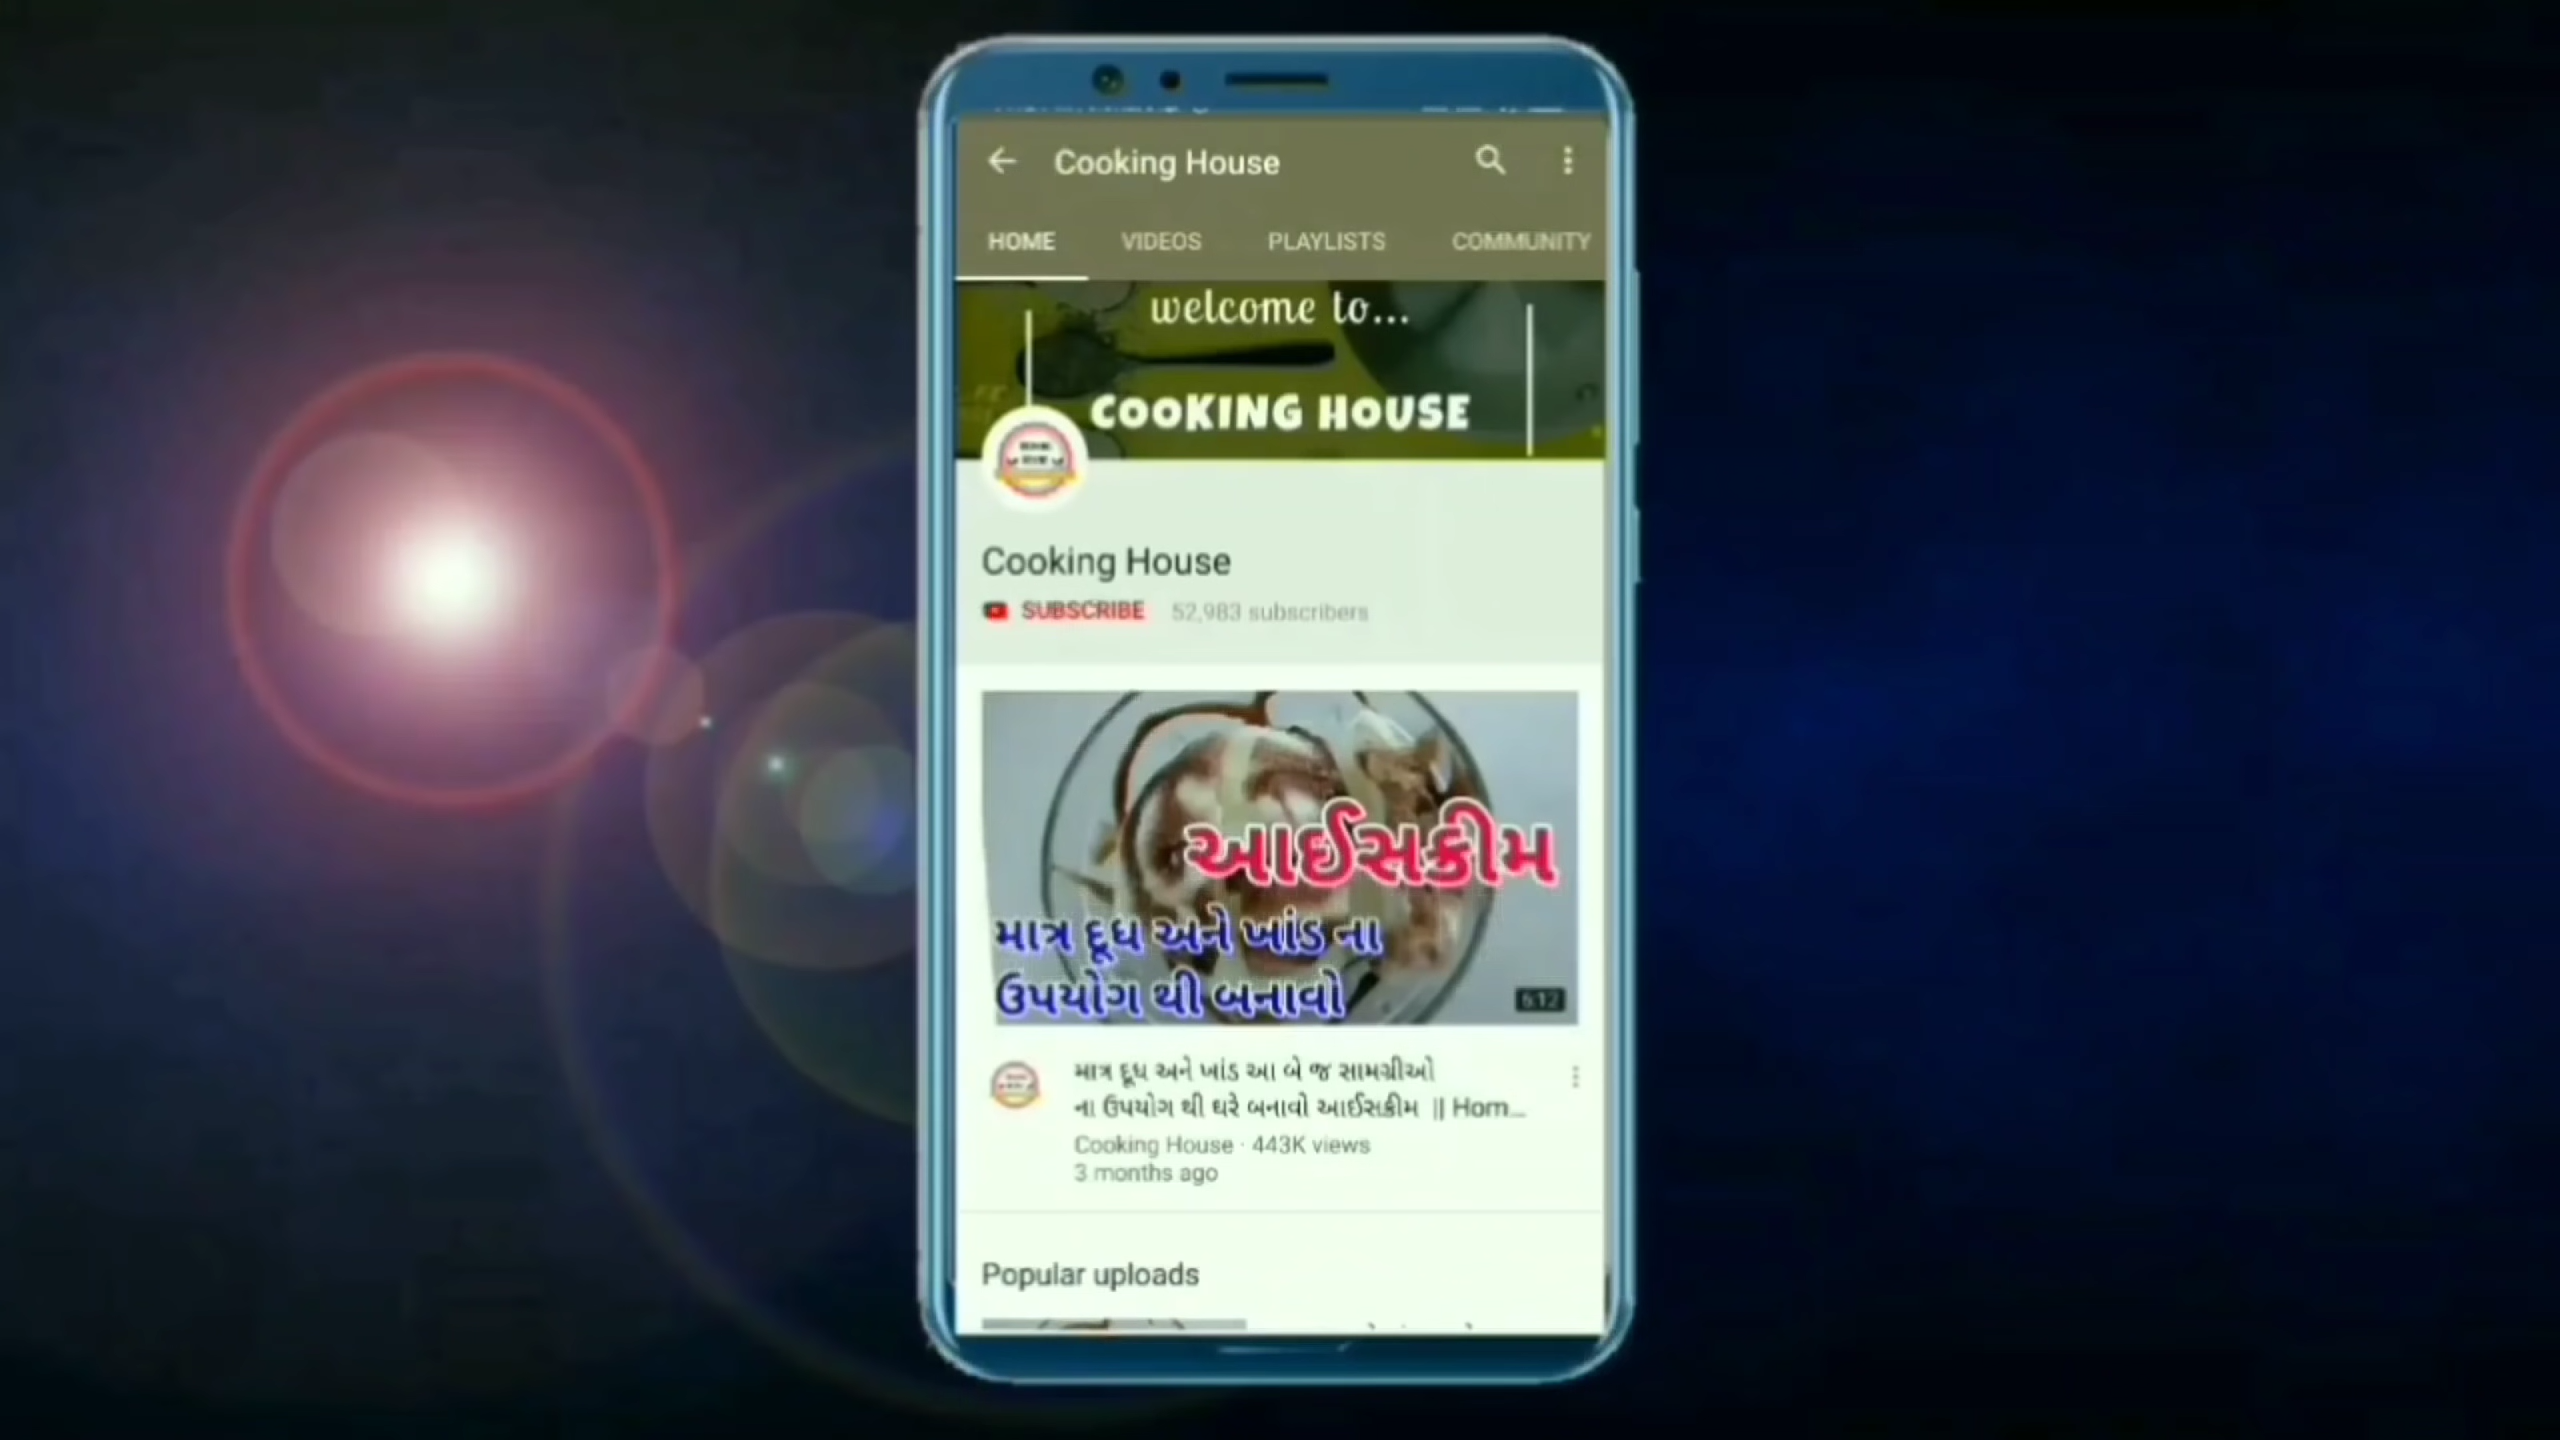 Cooking House
HOME VIDEOS PLAYLISTS COMMUNITY
welcome to...
COOKING HOUSE
Cooking House
SUBSCRIBE 52,983 subscribers
આઈસક્રીમ
માત્ર દૂધ અને ખાંડ ના
ઉપયોગ થી બનાવો
6:12
માત્ર દૂધ અને ખાંડ આ બે જ સામગ્રીઓ
ના ઉપયોગ થી ઘરે બનાવો આઈસક્રીમ || Hom...
Cooking House · 443K views
3 months ago
Popular uploads